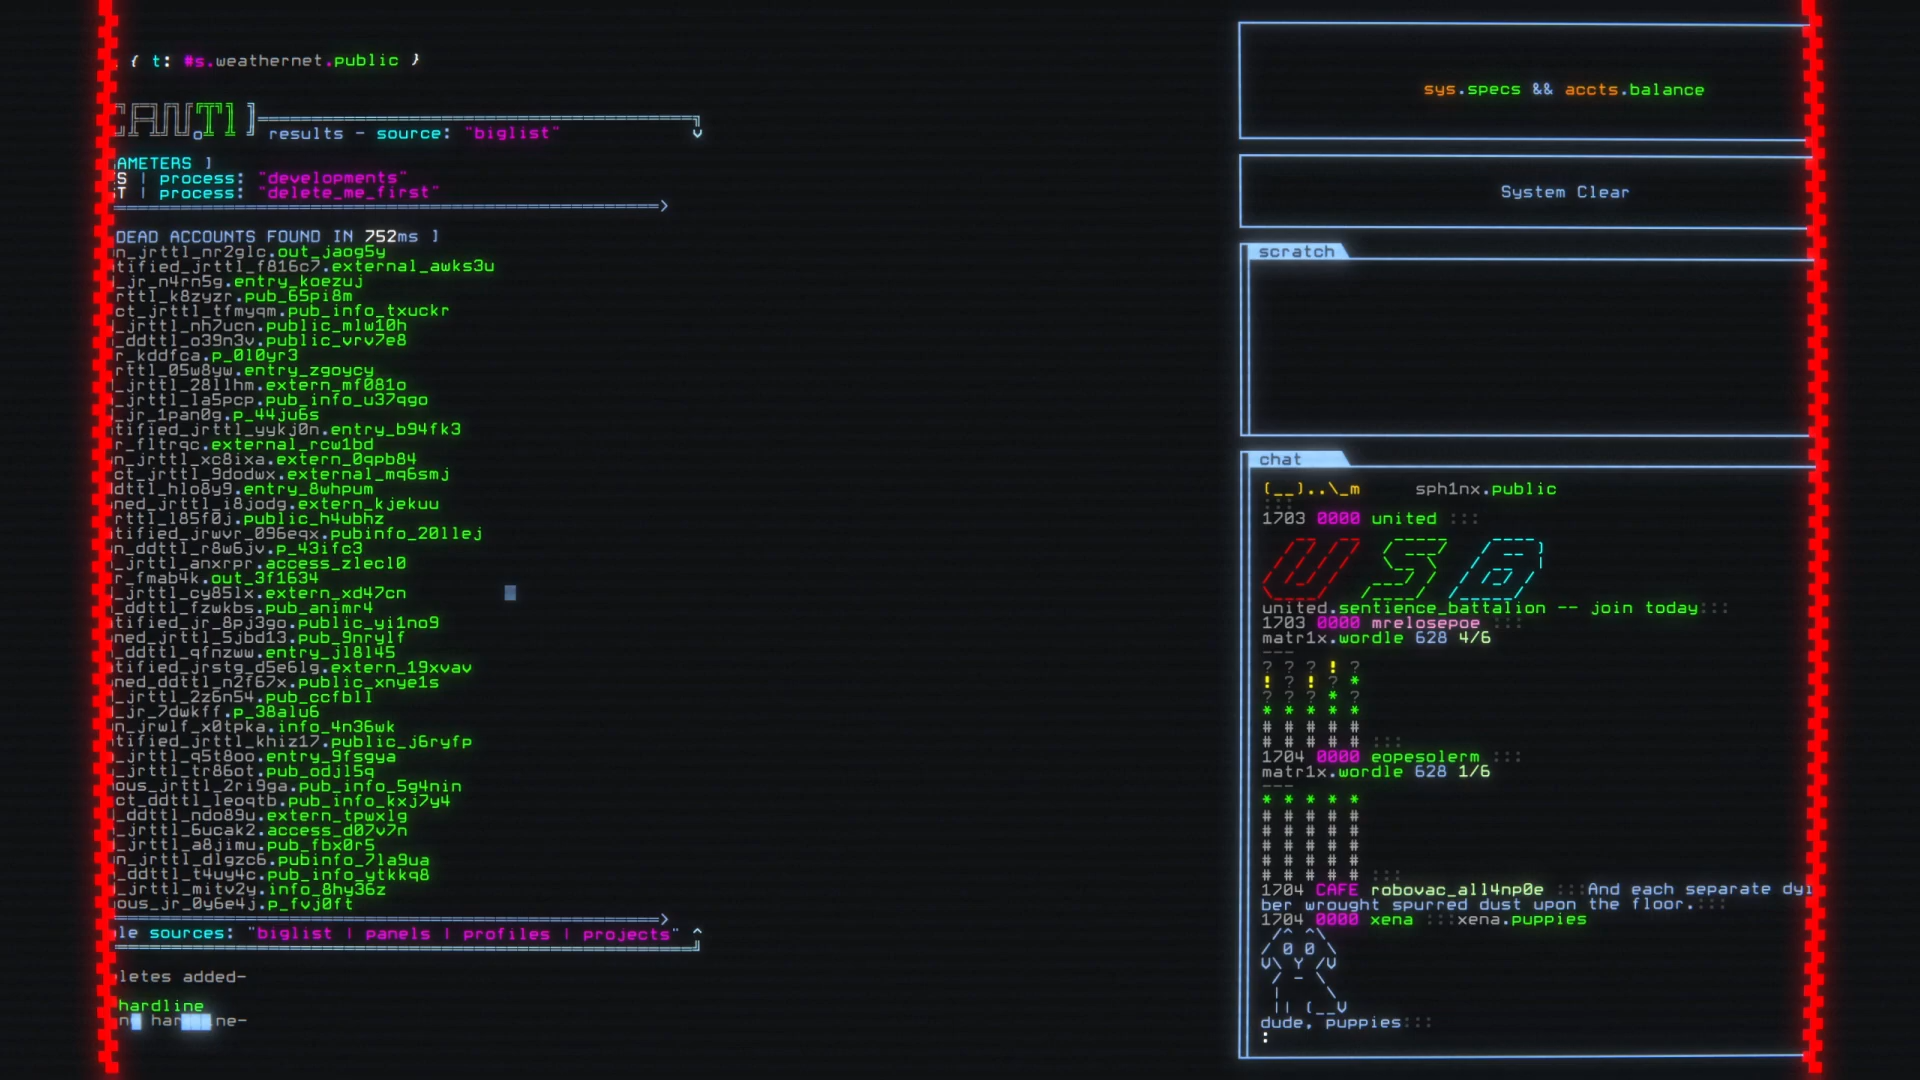 { t: #s.weathernet.public }
results - source: "biglist"
AMETERS ]
S | process: "developments"
T | process: "delete_me_first"
DEAD ACCOUNTS FOUND IN 752ms ]
n_jrttl_nr2glc.out_jaog5y
tified_jrttl_f816c7.external_awks3u
_jr_n4rn5g.entry_koezuj
rttl_k8zyzr.pub_65pi8m
ct_jrttl_tfmyqm.pub_info_txuckr
_jrttl_nh7ucn.public_mlw10h
_ddttl_o39n3v.public_vrv7e8
r_kddfca.p_0l0yr3
rttl_05w8yw.entry_zgoycy
_jrttl_28llhm.extern_mf081o
_jrttl_la5pcp.pub_info_u37qgo
_jr_1pan0g.p_44ju6s
tified_jrttl_yykj0n.entry_b94fk3
r_fltrqc.external_rcw1bd
n_jrttl_xc8ixa.extern_0qpb84
ct_jrttl_9dodwx.external_mq6smj
dttl_hlo8y9.entry_8whpum
ned_jrttl_i8jodg.extern_kjekuu
rttl_l85f0j.public_h4ubhz
tified_jrwvr_096eqx.pubinfo_20llej
n_ddttl_r8w6jv.p_43ifc3
_jrttl_anxrpr.access_zlecl0
r_fmab4k.out_3f1634
_jrttl_cy85lx.extern_xd47cn
_ddttl_fzwkbs.pub_animr4
tified_jr_8pj3go.public_yi1no9
ned_jrttl_5jbd13.pub_9nrylf
_ddttl_qfnzww.entry_jl8l45
tified_jrstg_d5e6lg.extern_19xvav
ned_ddttl_n2f67x.public_xnye1s
_jrttl_2z6n54.pub_ccfbll
_jr_7dwkff.p_38alu6
n_jrwlf_x0tpka.info_4n36wk
tified_jrttl_khiz17.public_j6ryfp
_jrttl_q5t8oo.entry_9fsgya
_jrttl_tr86ot.pub_odjl5q
ous_jrttl_2ri9ga.pub_info_5g4nin
ct_ddttl_leoqtb.pub_info_kxj7y4
_ddttl_ndo89u.extern_tpwxlg
_jrttl_6ucak2.access_d07v7n
_jrttl_a8jimu.pub_fbx0r5
n_jrttl_dlgzc6.pubinfo_7la9ua
_ddttl_t4uy4c.pub_info_ytkkq8
_jrttl_mitv2y.info_8hy36z
ous_jr_0y6e4j.p_fvj0ft
le sources: "biglist | panels | profiles | projects"
letes added-
hardline
sys.specs && accts.balance
System Clear
scratch
chat
(__)..\_m sph1nx.public
:::
1703 0000 united :::
USA
united.sentience_battalion -- join today:::
1703 0000 mrelosepoe :::
matr1x.wordle 628 4/6
---
? ? ? ! ?
! ? ! ? *
? ? ? * ?
* * * * *
# # # # #
# # # # # :::
1704 0000 eopesolerm :::
matr1x.wordle 628 1/6
---
* * * * *
# # # # #
# # # # #
# # # # #
# # # # #
# # # # # :::
1704 CAFE robovac_all4np0e :::And each separate dyi
ber wrought spurred dust upon the floor.:::
1704 0000 xena :::xena.puppies
dude, puppies:::
: